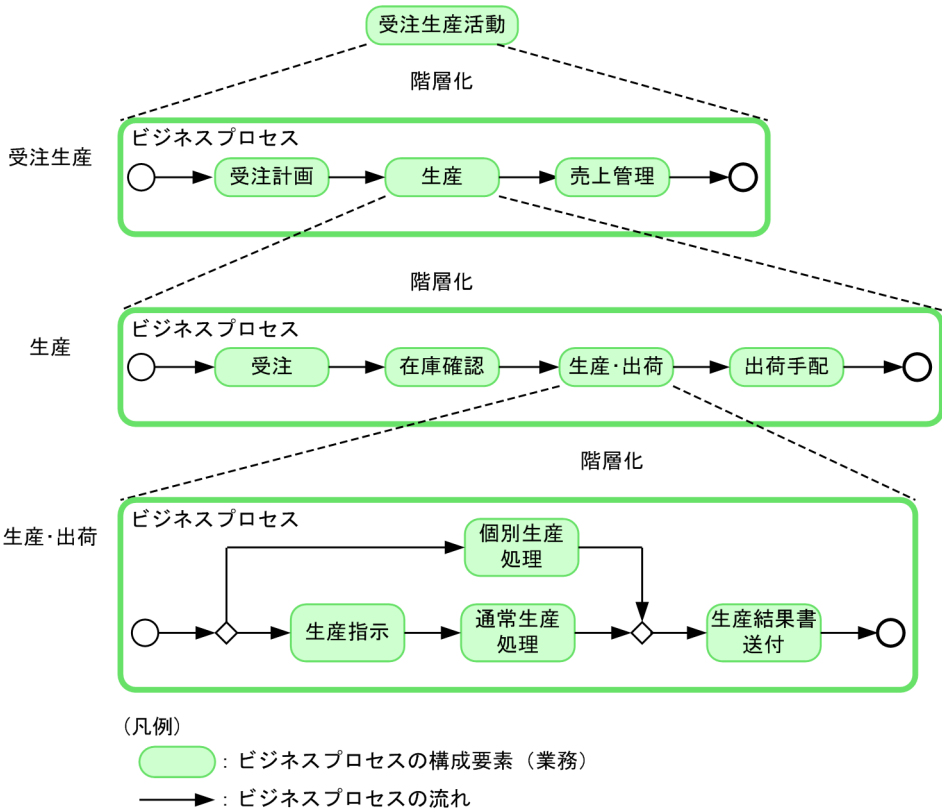 受注生産活動
階層化
受注生産
ビジネスプロセス
受注計画
生産
売上管理
階層化
生産
ビジネスプロセス
受注
在庫確認
生産・出荷
出荷手配
階層化
生産・出荷
ビジネスプロセス
個別生産
処理
生産指示
通常生産
処理
生産結果書
送付
（凡例）
：ビジネスプロセスの構成要素（業務）
：ビジネスプロセスの流れ